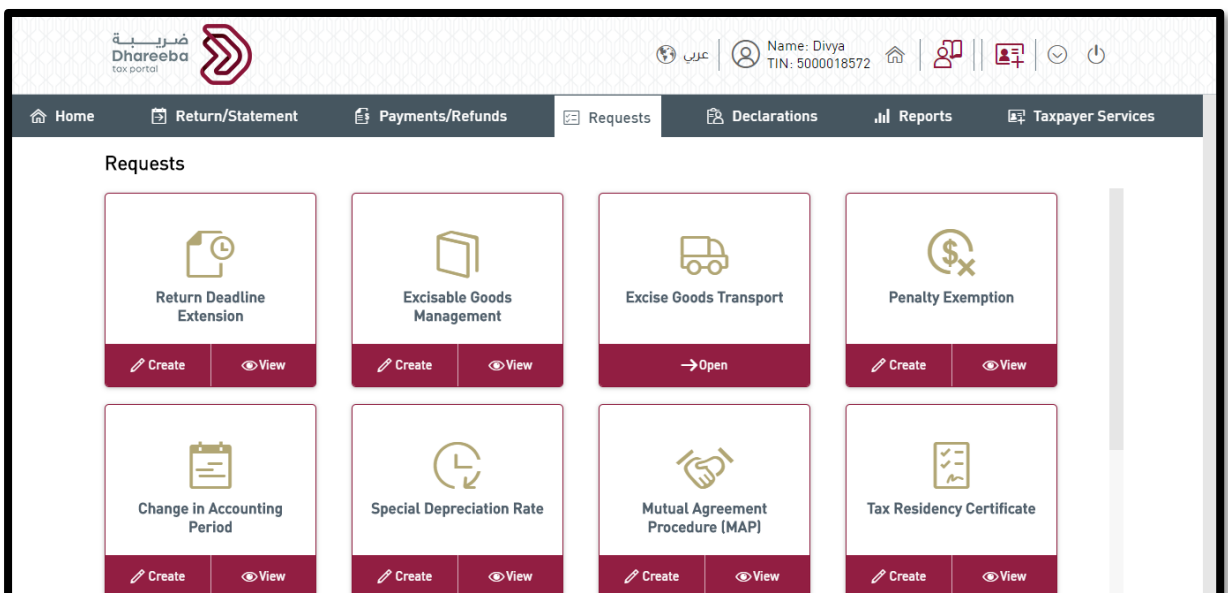 ضريبة
Dhareeba
tax portal
عربي
Name: Divya
TIN: 5000018572
Home
Return/Statement
Payments/Refunds
Requests
Declarations
Reports
Taxpayer Services
Requests
Return Deadline
Extension
Create
View
Excisable Goods
Management
Create
View
Excise Goods Transport
Open
Penalty Exemption
Create
View
Change in Accounting
Period
Create
View
Special Depreciation Rate
Create
View
Mutual Agreement
Procedure (MAP)
Create
View
Tax Residency Certificate
Create
View